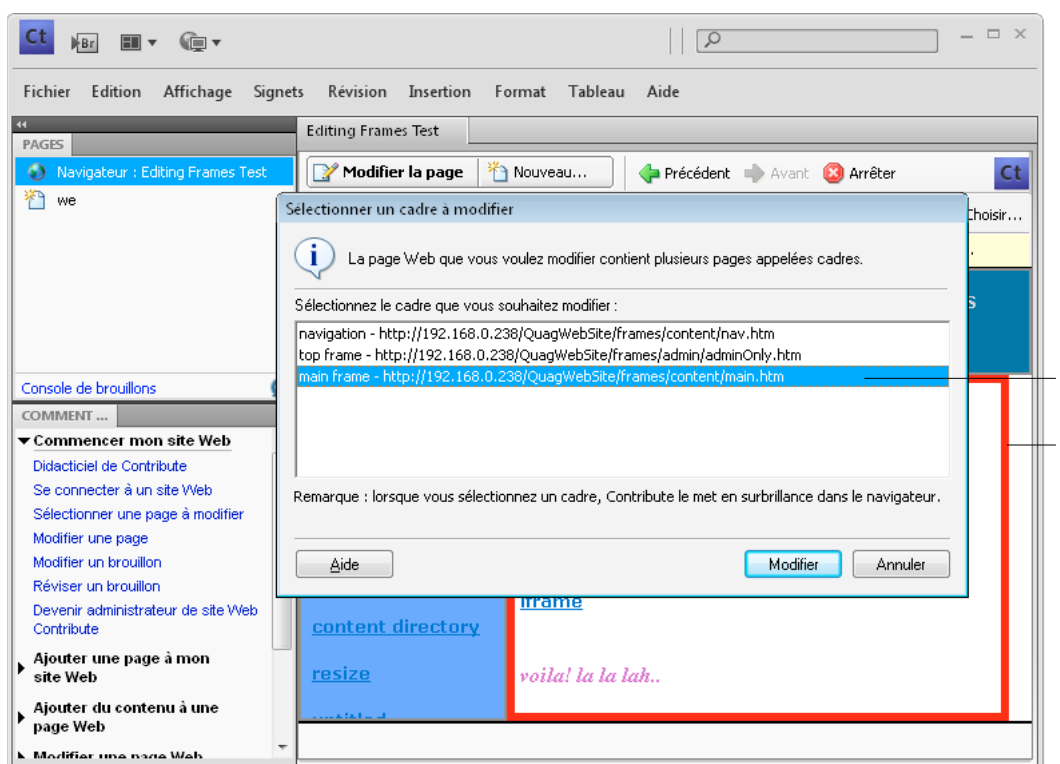 Ct Br
Fichier Edition Affichage Signets Révision Insertion Format Tableau Aide
PAGES
Navigateur : Editing Frames Test
we
Console de brouillons
COMMENT ...
Commencer mon site Web
Didacticiel de Contribute
Se connecter à un site Web
Sélectionner une page à modifier
Modifier une page
Modifier un brouillon
Réviser un brouillon
Devenir administrateur de site Web
Contribute
Ajouter une page à mon
site Web
Ajouter du contenu à une
page Web
Modifier une page Web
Editing Frames Test
Modifier la page Nouveau... Précédent Avant Arrêter Ct
Choisir...
Sélectionner un cadre à modifier
La page Web que vous voulez modifier contient plusieurs pages appelées cadres.
Sélectionnez le cadre que vous souhaitez modifier :
navigation - http://192.168.0.238/QuagWebSite/frames/content/nav.htm
top frame - http://192.168.0.238/QuagWebSite/frames/admin/adminOnly.htm
main frame - http://192.168.0.238/QuagWebSite/frames/content/main.htm
Remarque : lorsque vous sélectionnez un cadre, Contribute le met en surbrillance dans le navigateur.
Aide Modifier Annuler
content directory
resize
untitled
iframe
voila! la la lah..